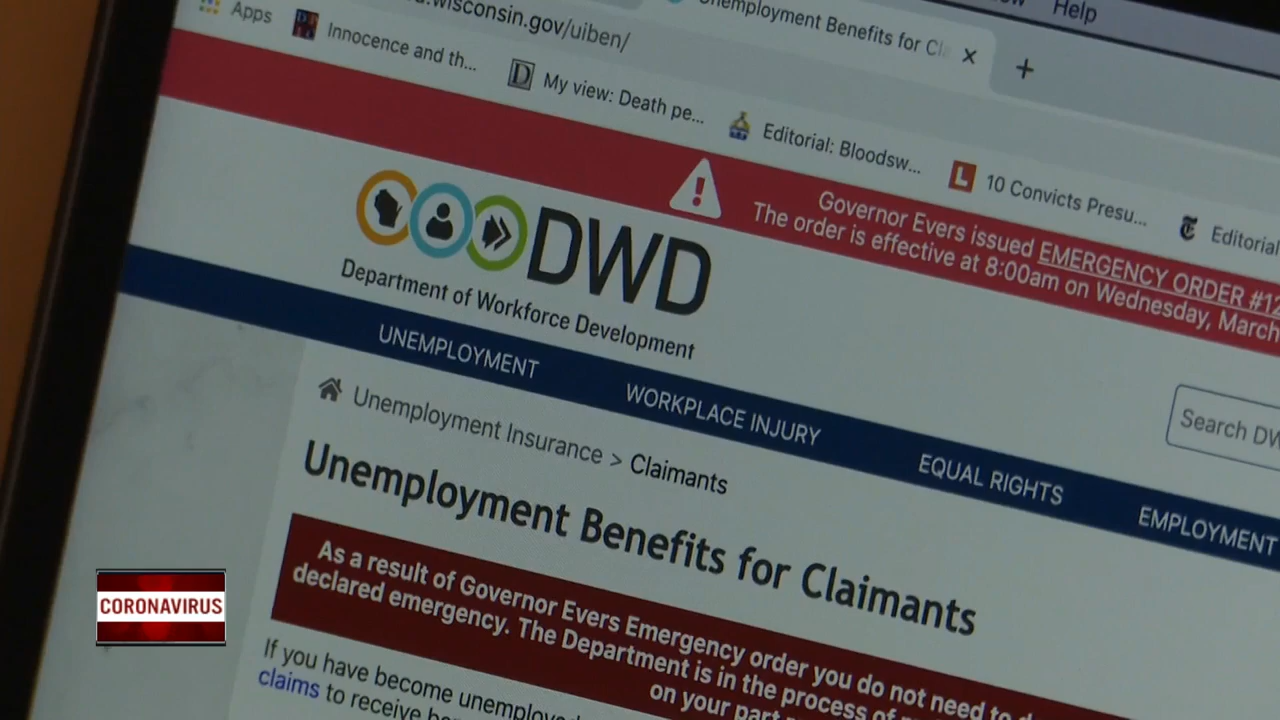 Help
Unemployment Benefits for Cl
.wisconsin.gov/uiben/
Apps
Innocence and th...
My view: Death pe...
Editorial: Bloodsw...
10 Convicts Presu...
Editorial
Governor Evers issued EMERGENCY ORDER #12
The order is effective at 8:00am on Wednesday, March
DWD
Department of Workforce Development
Search DW
UNEMPLOYMENT
WORKPLACE INJURY
EQUAL RIGHTS
EMPLOYMENT
Unemployment Insurance > Claimants
Unemployment Benefits for Claimants
As a result of Governor Evers Emergency order you do not need to
declared emergency. The Department is in the process of
on your part
If you have become unemployed
claims to receive
CORONAVIRUS